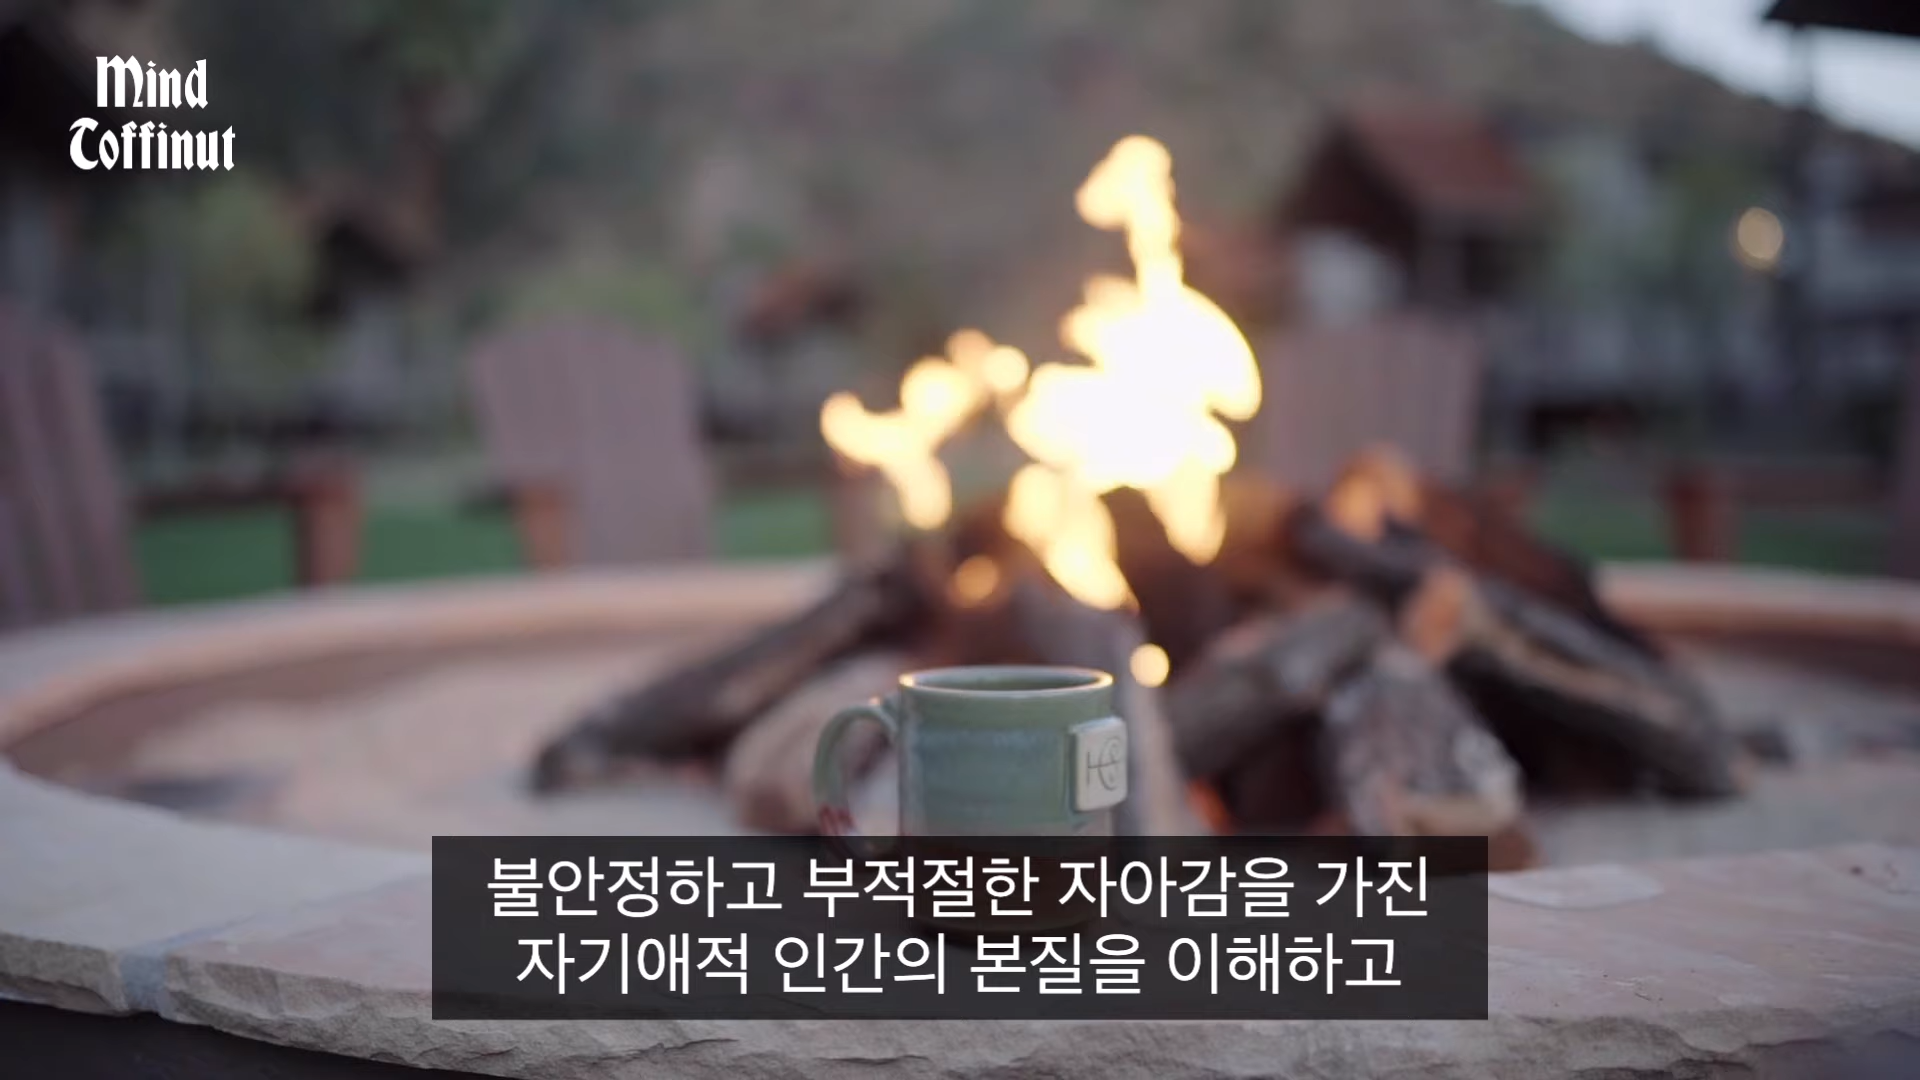 Mind
Toffinut
불안정하고 부적절한 자아감을 가진
자기애적 인간의 본질을 이해하고